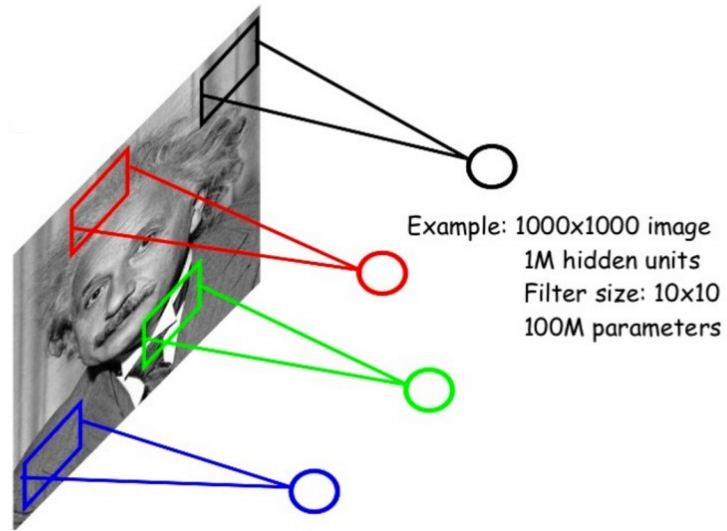 Example: 1000x1000 image
1M hidden units
Filter size: 10x10
100M parameters